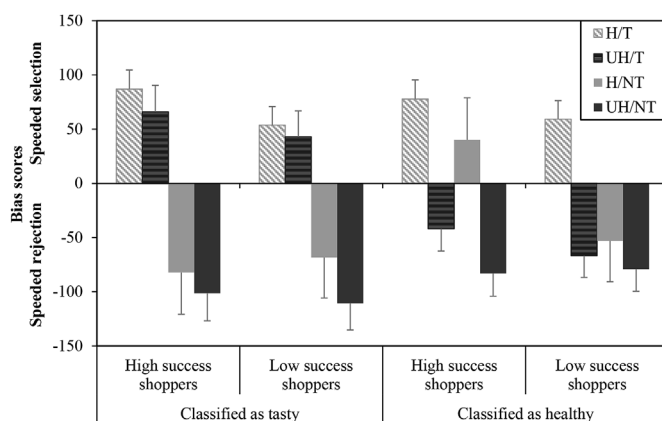 150
100
50
0
-50
-100
-150
Bias scores
Speeded rejection Speeded selection
H/T
UH/T
H/NT
UH/NT
High success
shoppers
Low success
shoppers
High success
shoppers
Low success
shoppers
Classified as tasty
Classified as healthy